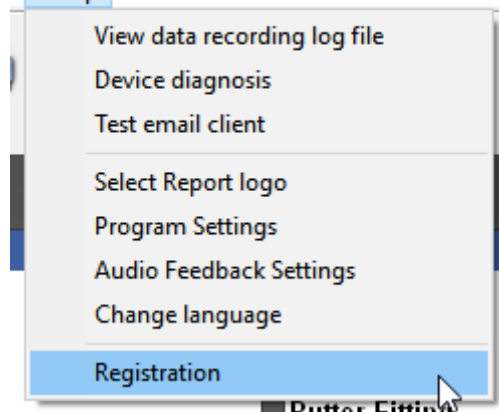 View data recording log file
Device diagnosis
Test email client
Select Report logo
Program Settings
Audio Feedback Settings
Change language
Registration